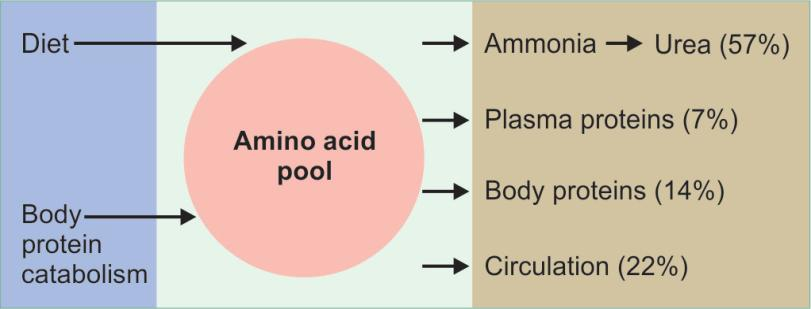 Diet
Body
protein
catabolism
Amino acid
pool
Ammonia → Urea (57%)
Plasma proteins (7%)
Body proteins (14%)
Circulation (22%)